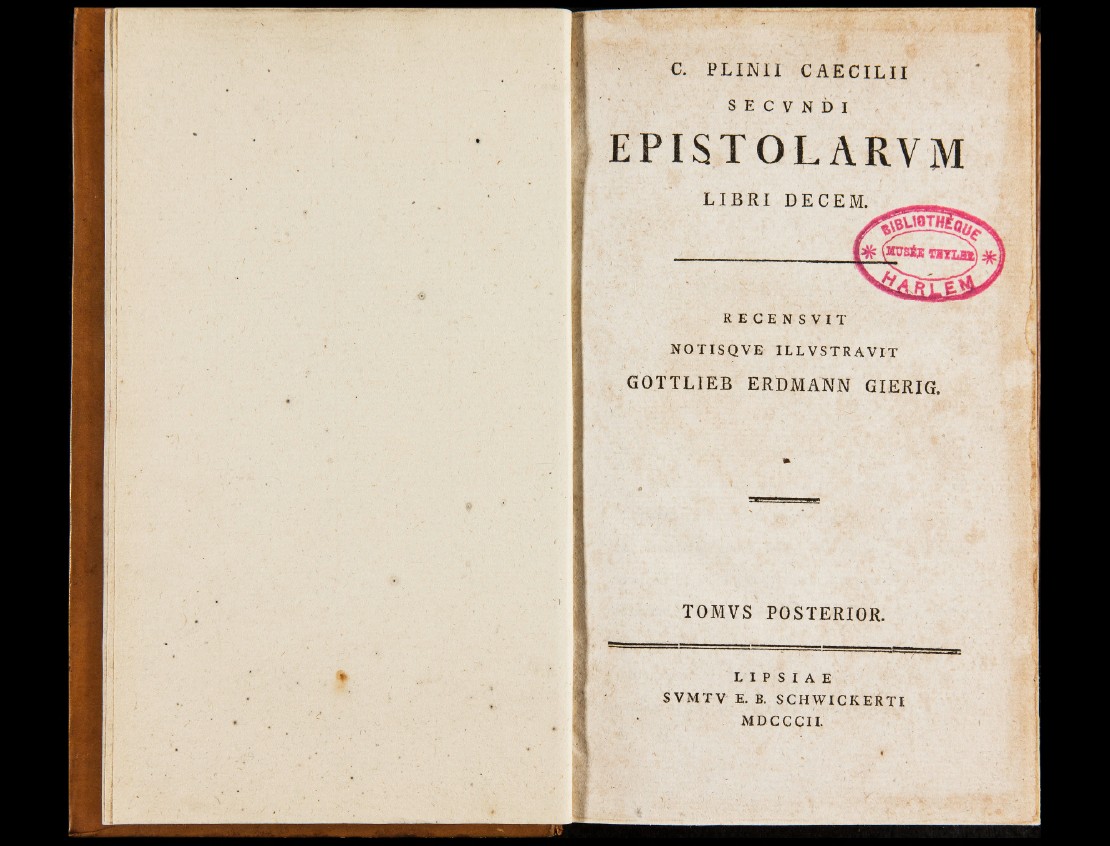 C. PLINII CAECILII
SECVNDI
EPISTOLARVM
LIBRI DECEM.
BIBLIOTHÈQUE
MUSÉE TEYLER
HARLEM
RECENSVIT
NOTISQVE ILLVSTRAVIT
GOTTLIEB ERDMANN GIERIG.
TOMVS POSTERIOR.
LIPSIAE
SVMTV E. B. SCHWICKERTI
MDCCCII.